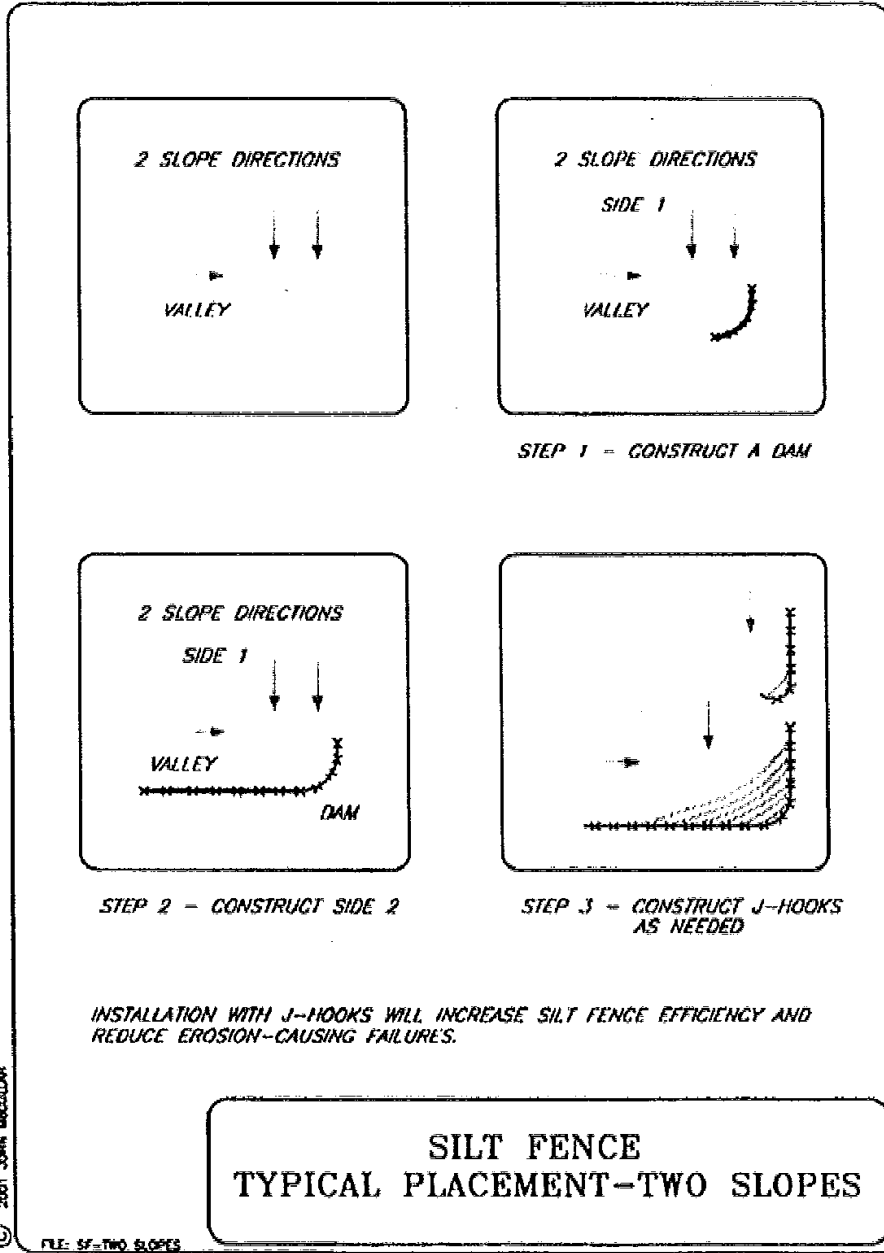 2 SLOPE DIRECTIONS
VALLEY
2 SLOPE DIRECTIONS
SIDE 1
VALLEY
STEP 1 - CONSTRUCT A DAM
2 SLOPE DIRECTIONS
SIDE 1
VALLEY
DAM
STEP 2 - CONSTRUCT SIDE 2
STEP 3 - CONSTRUCT J-HOOKS
AS NEEDED
INSTALLATION WITH J-HOOKS WILL INCREASE SILT FENCE EFFICIENCY AND
REDUCE EROSION-CAUSING FAILURES.
SILT FENCE
TYPICAL PLACEMENT-TWO SLOPES
FILE: SF-TWO SLOPES
© 2001 JOHN